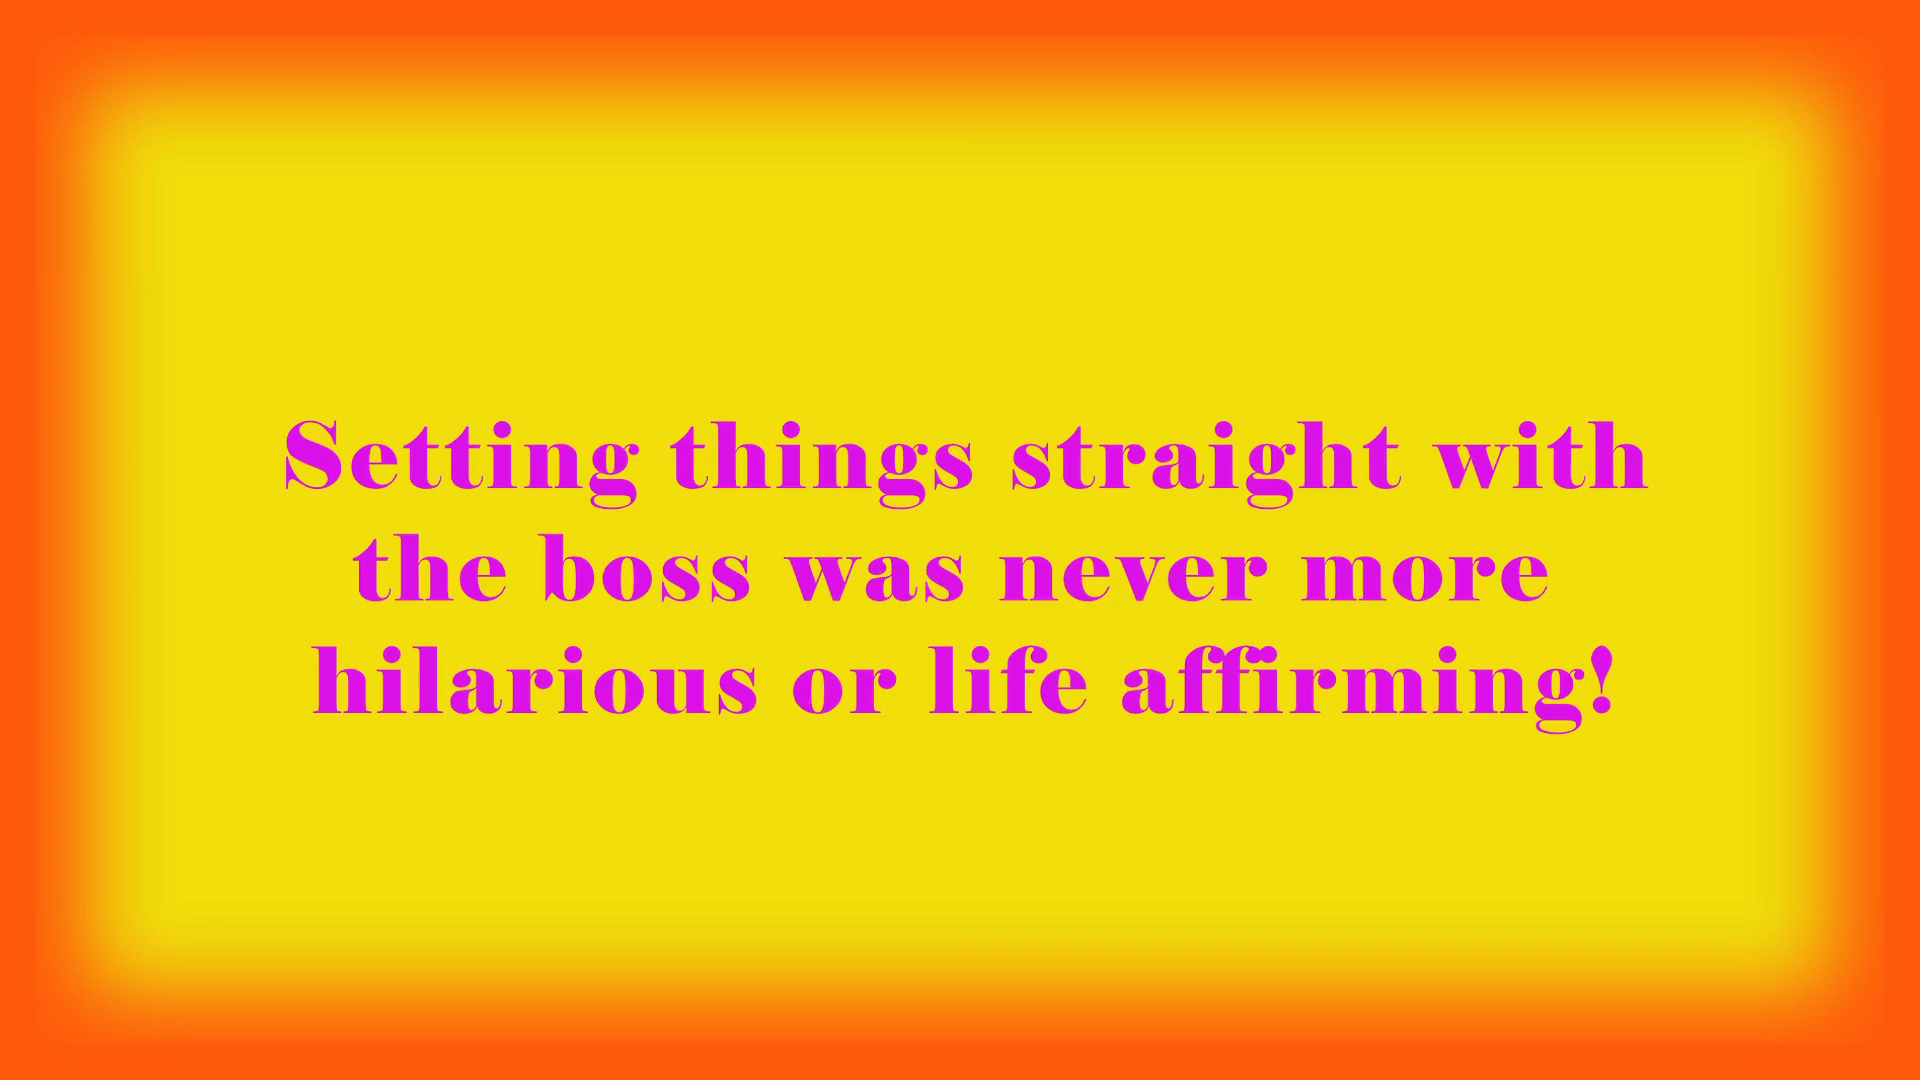 Setting things straight with
the boss was never more
hilarious or life affirming!